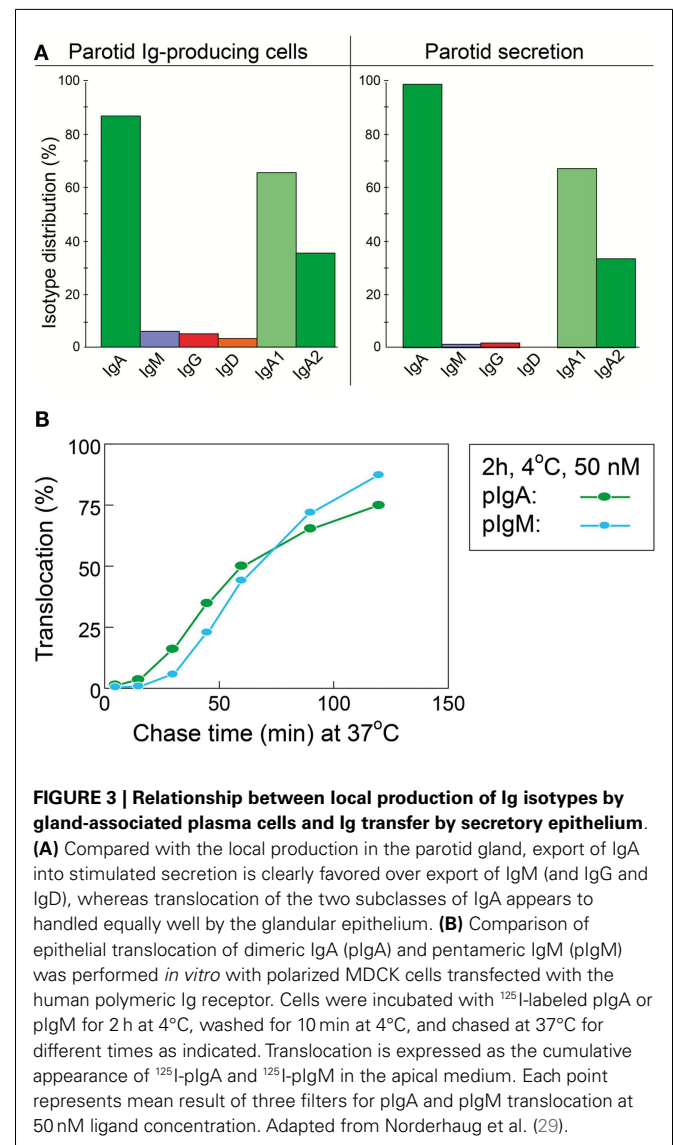 A Parotid Ig-producing cells
Parotid secretion
Isotype distribution (%)
100
80
60
40
20
0
IgA IgM IgG IgD IgA1 IgA2
100
80
60
40
20
0
IgA IgM IgG IgD IgA1 IgA2
B
Translocation (%)
100
75
50
25
0
0 50 100 150
Chase time (min) at 37°C
2h, 4°C, 50 nM
pIgA:
pIgM:
FIGURE 3 | Relationship between local production of Ig isotypes by
gland-associated plasma cells and Ig transfer by secretory epithelium.
(A) Compared with the local production in the parotid gland, export of IgA
into stimulated secretion is clearly favored over export of IgM (and IgG and
IgD), whereas translocation of the two subclasses of IgA appears to
handled equally well by the glandular epithelium. (B) Comparison of
epithelial translocation of dimeric IgA (pIgA) and pentameric IgM (pIgM)
was performed in vitro with polarized MDCK cells transfected with the
human polymeric Ig receptor. Cells were incubated with ¹²⁵I-labeled pIgA or
pIgM for 2 h at 4°C, washed for 10 min at 4°C, and chased at 37°C for
different times as indicated. Translocation is expressed as the cumulative
appearance of ¹²⁵I-pIgA and ¹²⁵I-pIgM in the apical medium. Each point
represents mean result of three filters for pIgA and pIgM translocation at
50 nM ligand concentration. Adapted from Norderhaug et al. (29).